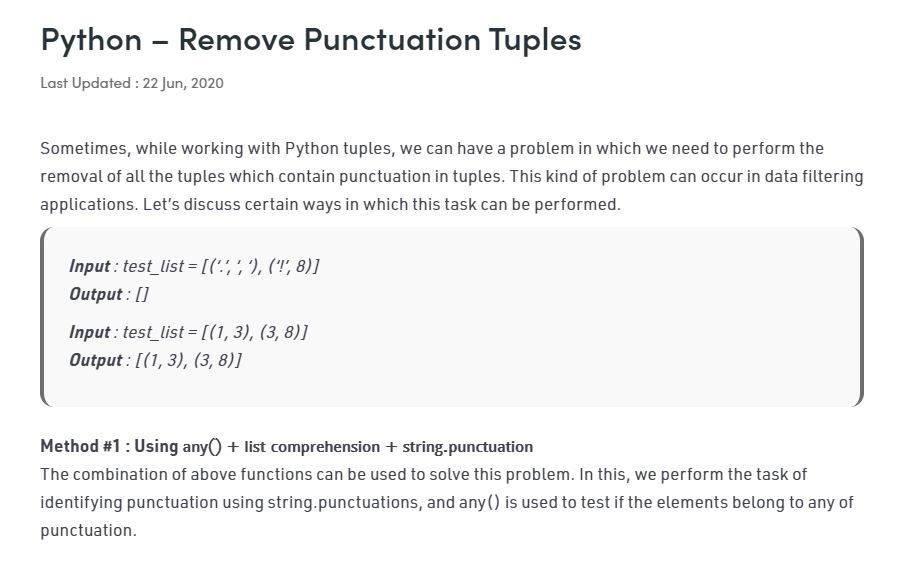 Python – Remove Punctuation Tuples
Last Updated : 22 Jun, 2020
Sometimes, while working with Python tuples, we can have a problem in which we need to perform the
removal of all the tuples which contain punctuation in tuples. This kind of problem can occur in data filtering
applications. Let’s discuss certain ways in which this task can be performed.
Input : test_list = [(‘.’, ‘, ‘), (‘!’, 8)]
Output : []
Input : test_list = [(1, 3), (3, 8)]
Output : [(1, 3), (3, 8)]
Method #1 : Using any() + list comprehension + string.punctuation
The combination of above functions can be used to solve this problem. In this, we perform the task of
identifying punctuation using string.punctuations, and any() is used to test if the elements belong to any of
punctuation.